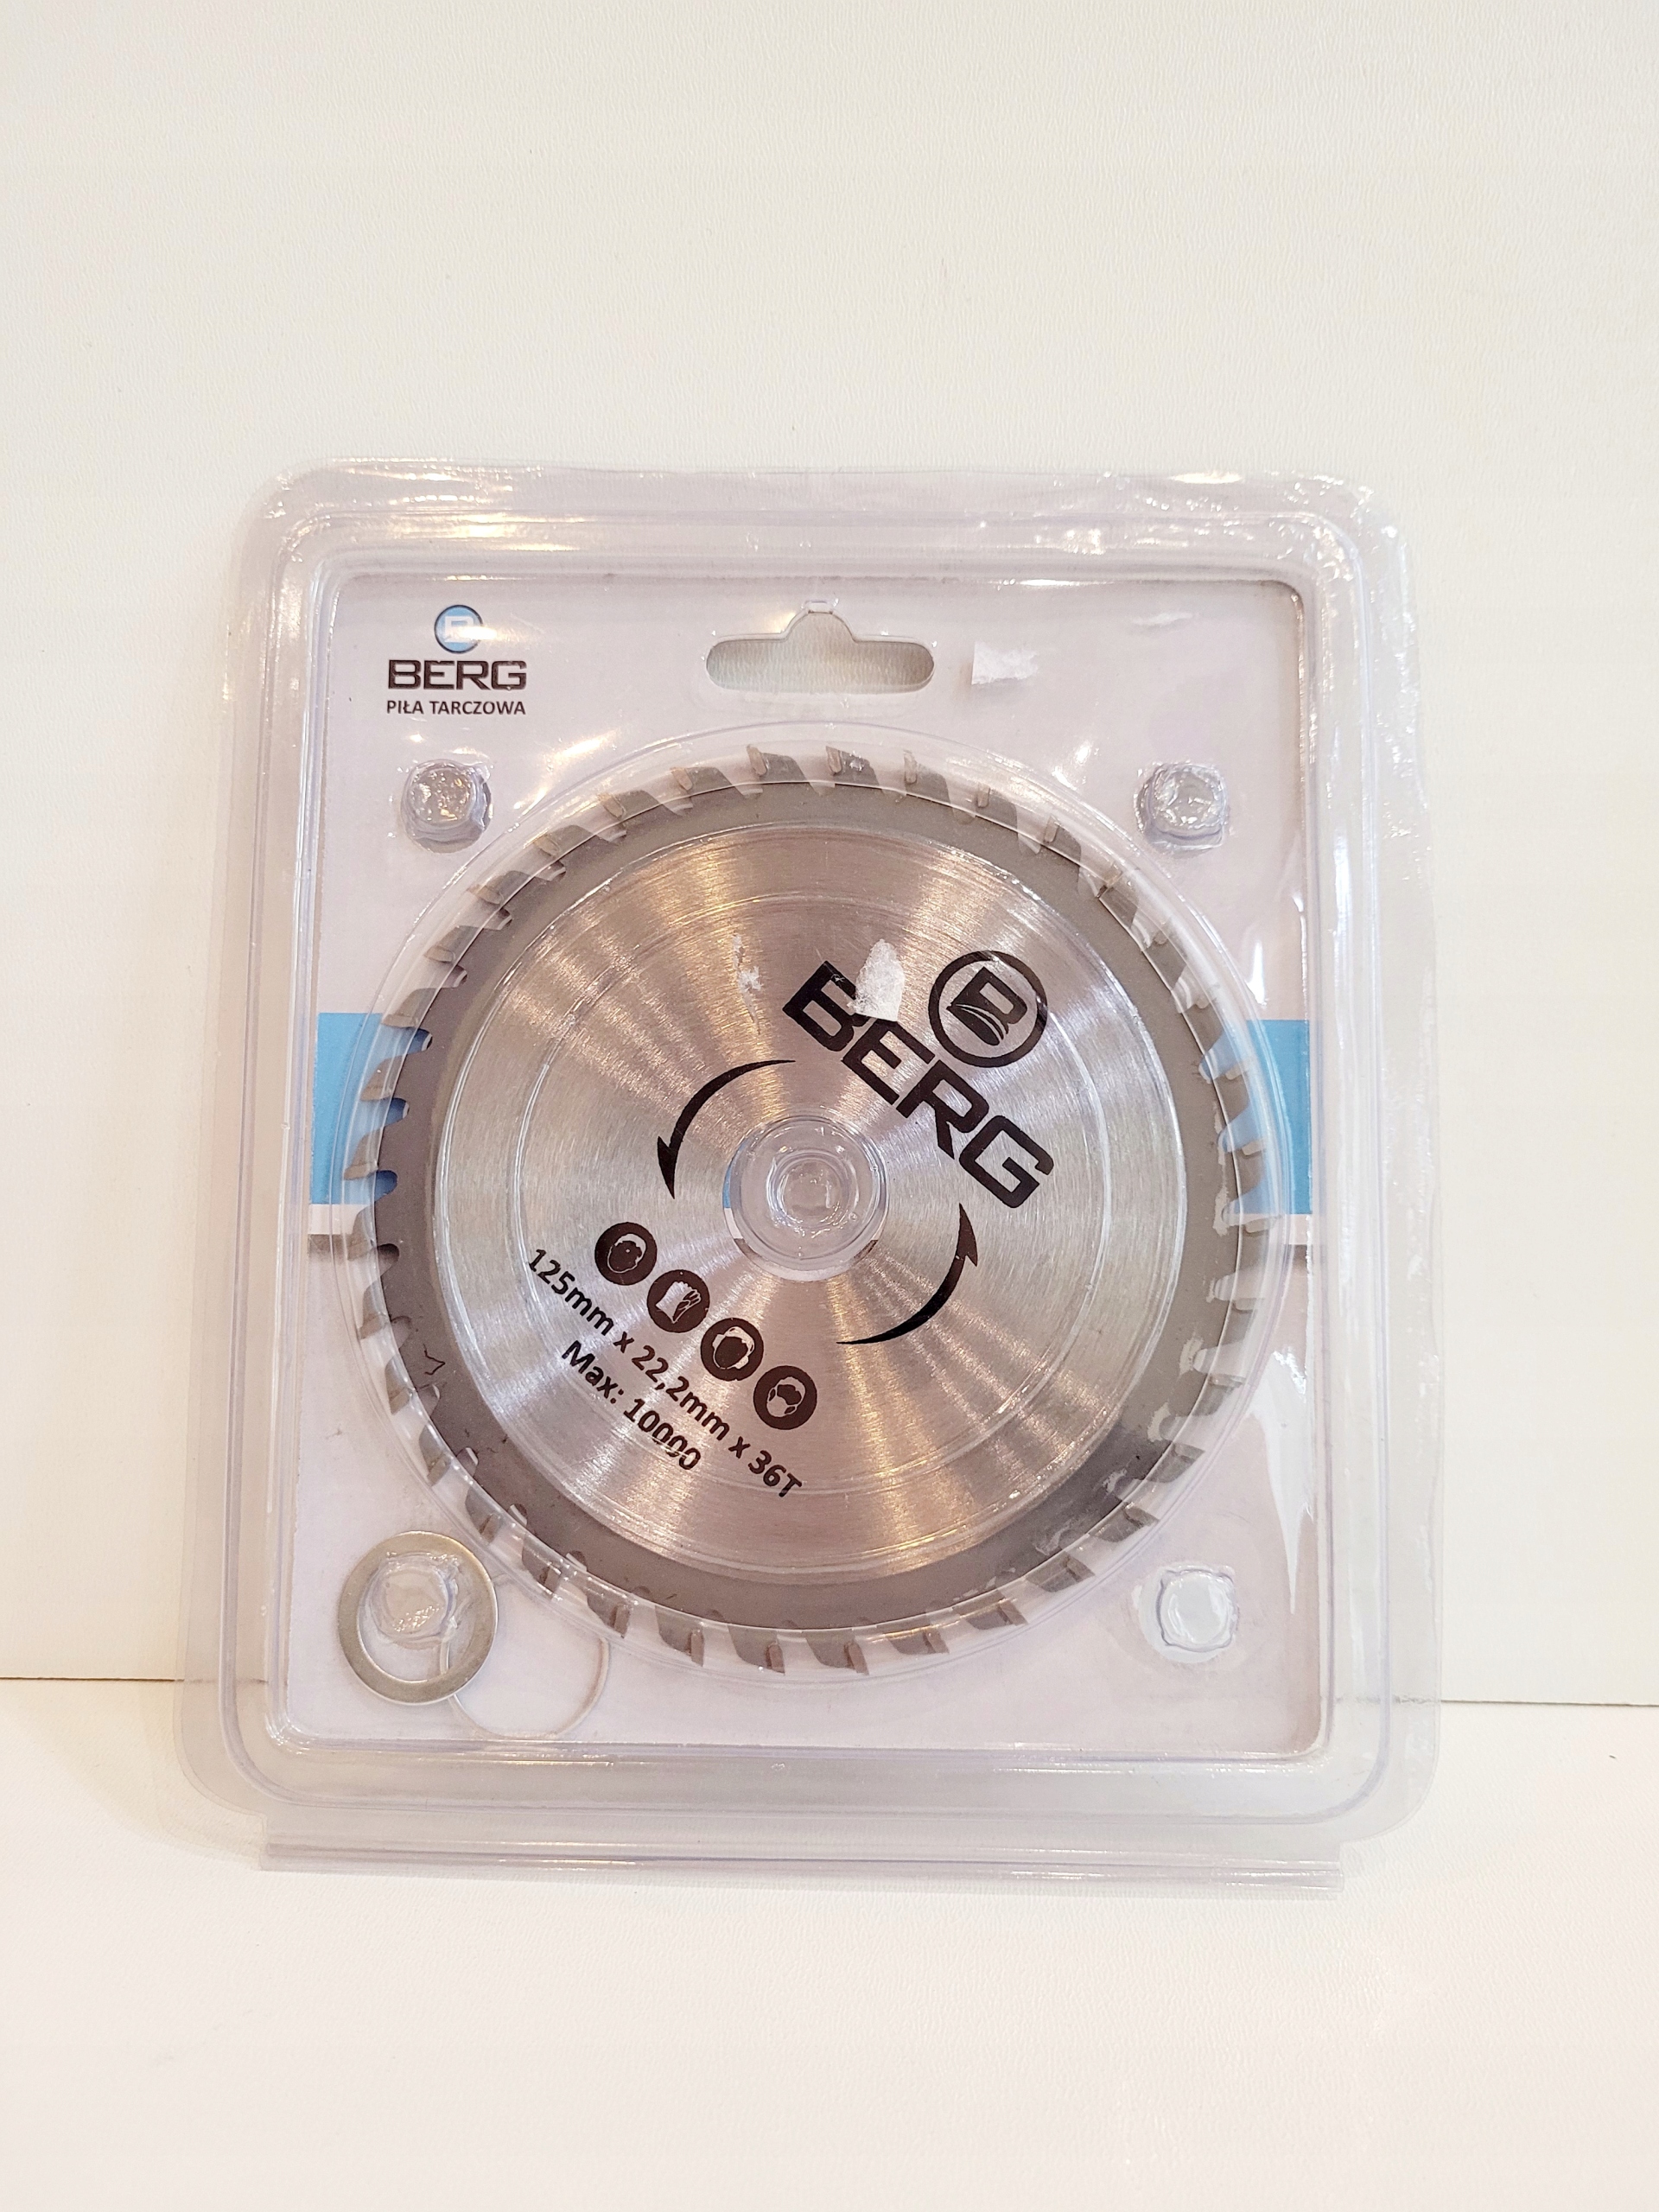 BERG
PIŁA TARCZOWA
BERG
125mm x 22,2mm x 36T
Max: 10000